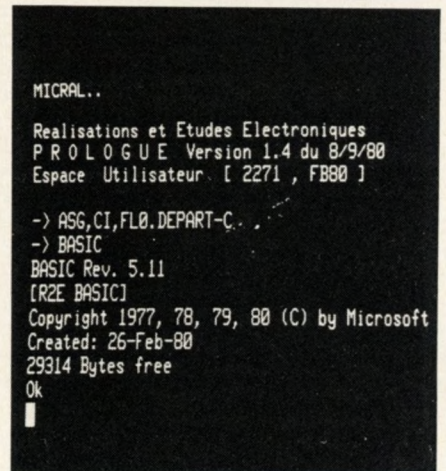 MICRAL..
Realisations et Etudes Electroniques
P R O L O G U E Version 1.4 du 8/9/80
Espace Utilisateur [ 2271 , FB80 ]
-> ASG,CI,FL0.DEPART-C. .
-> BASIC
BASIC Rev. 5.11
[R2E BASIC]
Copyright 1977, 78, 79, 80 (C) by Microsoft
Created: 26-Feb-80
29314 Bytes free
Ok